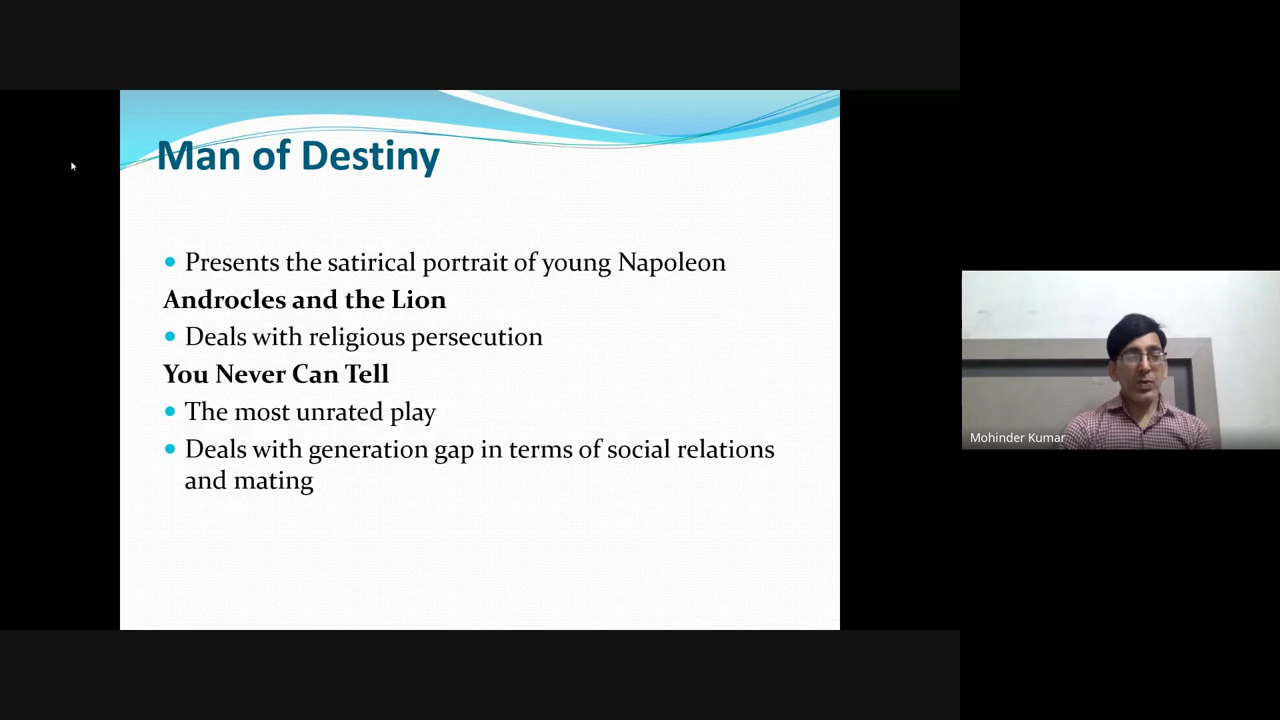 Man of Destiny
Presents the satirical portrait of young Napoleon
Androcles and the Lion
Deals with religious persecution
You Never Can Tell
The most unrated play
Deals with generation gap in terms of social relations
and mating
Mohinder Kumar